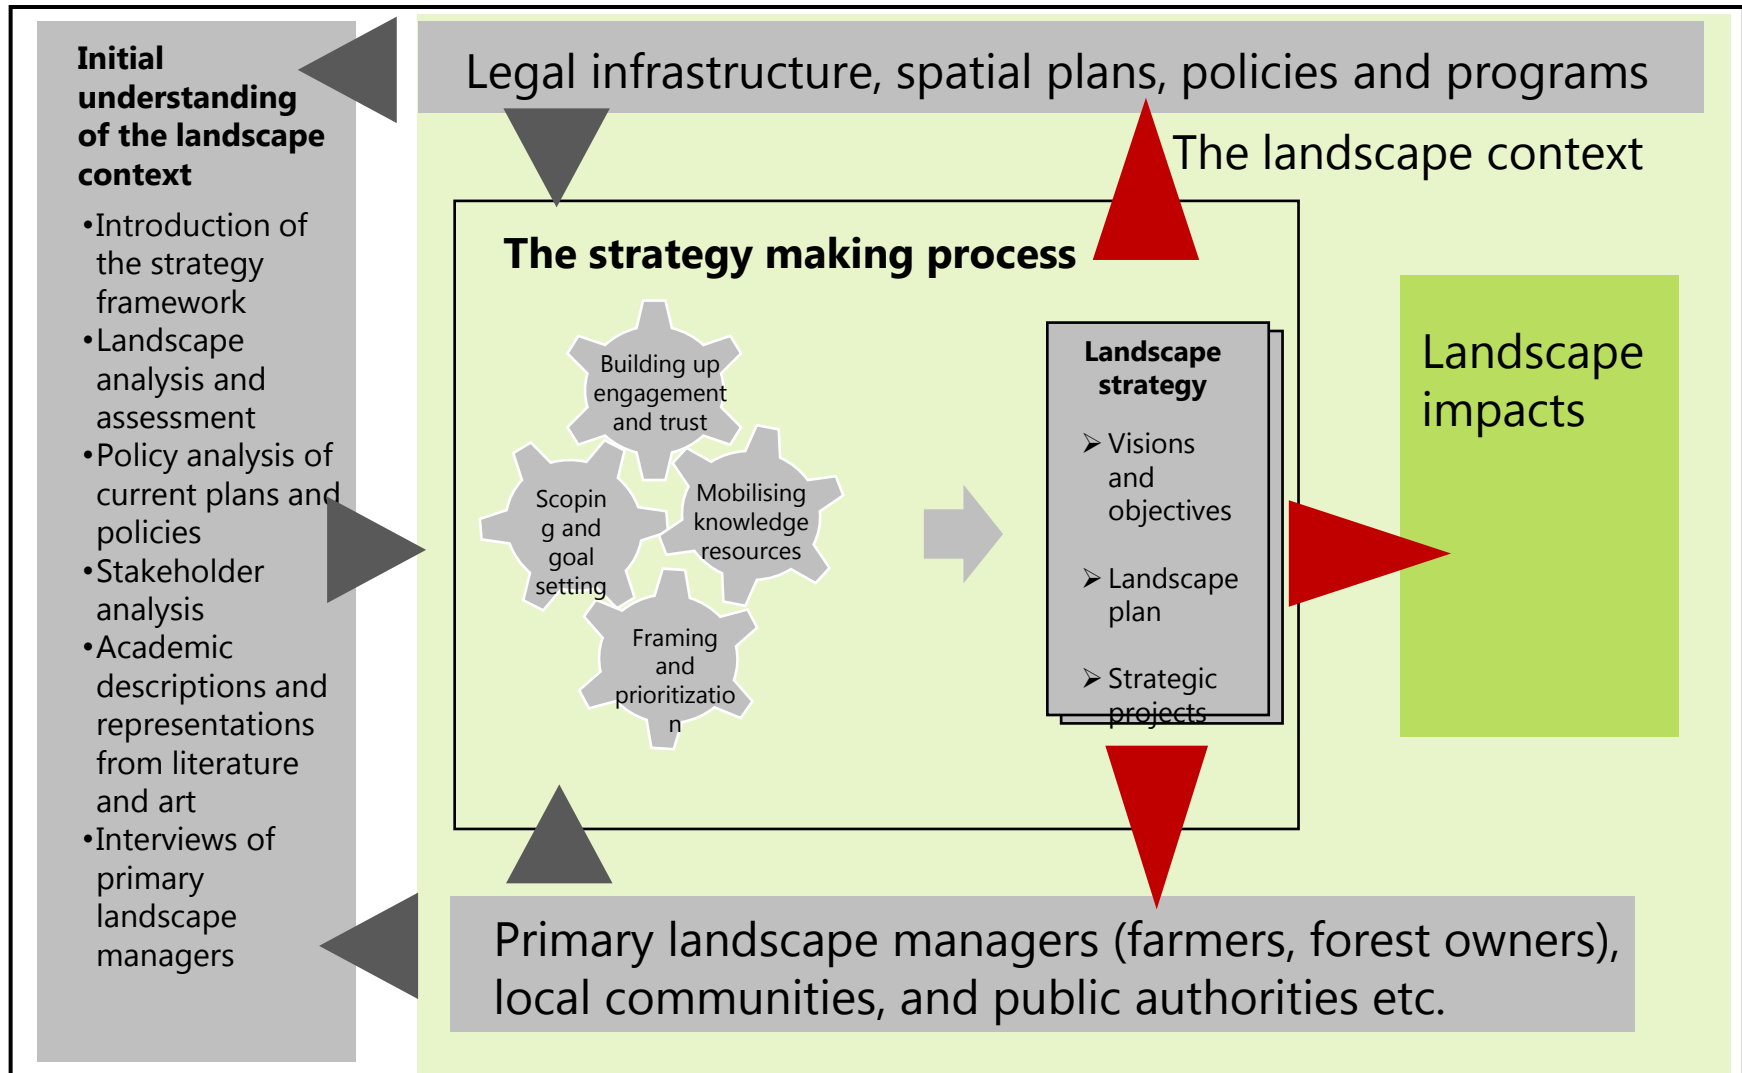 Initial
understanding
of the landscape
context
•Introduction of
the strategy
framework
•Landscape
analysis and
assessment
•Policy analysis of
current plans and
policies
•Stakeholder
analysis
•Academic
descriptions and
representations
from literature
and art
•Interviews of
primary
landscape
managers
Legal infrastructure, spatial plans, policies and programs
The landscape context
The strategy making process
Building up
engagement
and trust
Scopin
g and
goal
setting
Mobilising
knowledge
resources
Framing
and
prioritizatio
n
Landscape
strategy
➢ Visions
and
objectives
➢ Landscape
plan
➢ Strategic
projects
Landscape
impacts
Primary landscape managers (farmers, forest owners),
local communities, and public authorities etc.